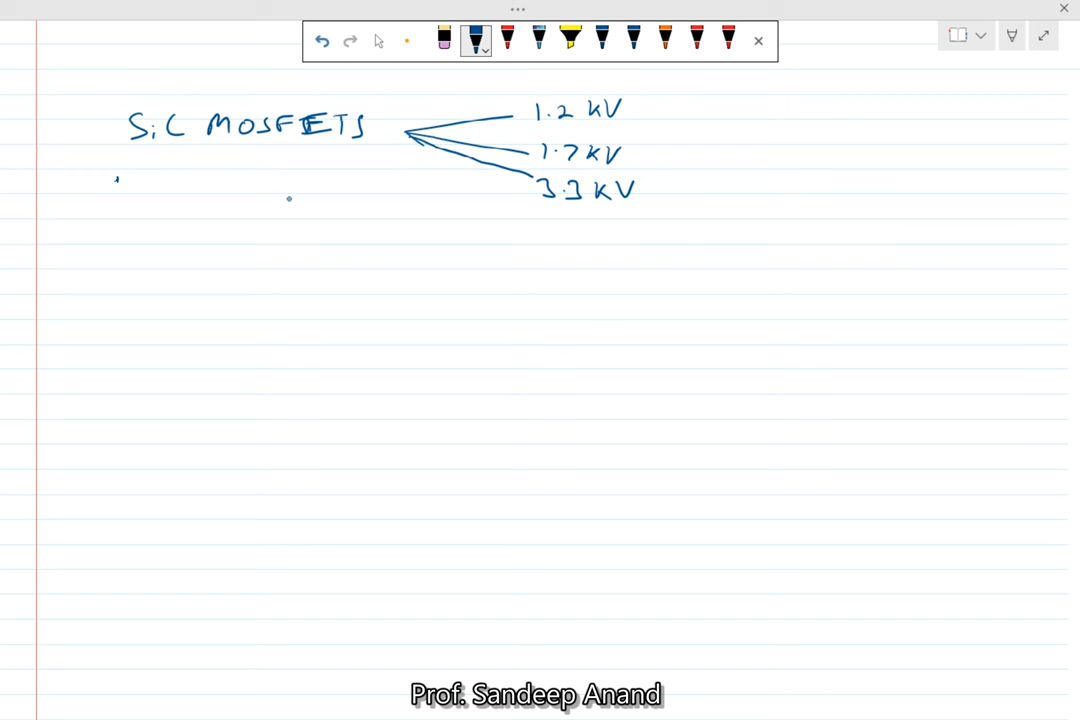 SiC MOSFETS
1.2 KV
1.7 KV
3.3 KV
Prof. Sandeep Anand